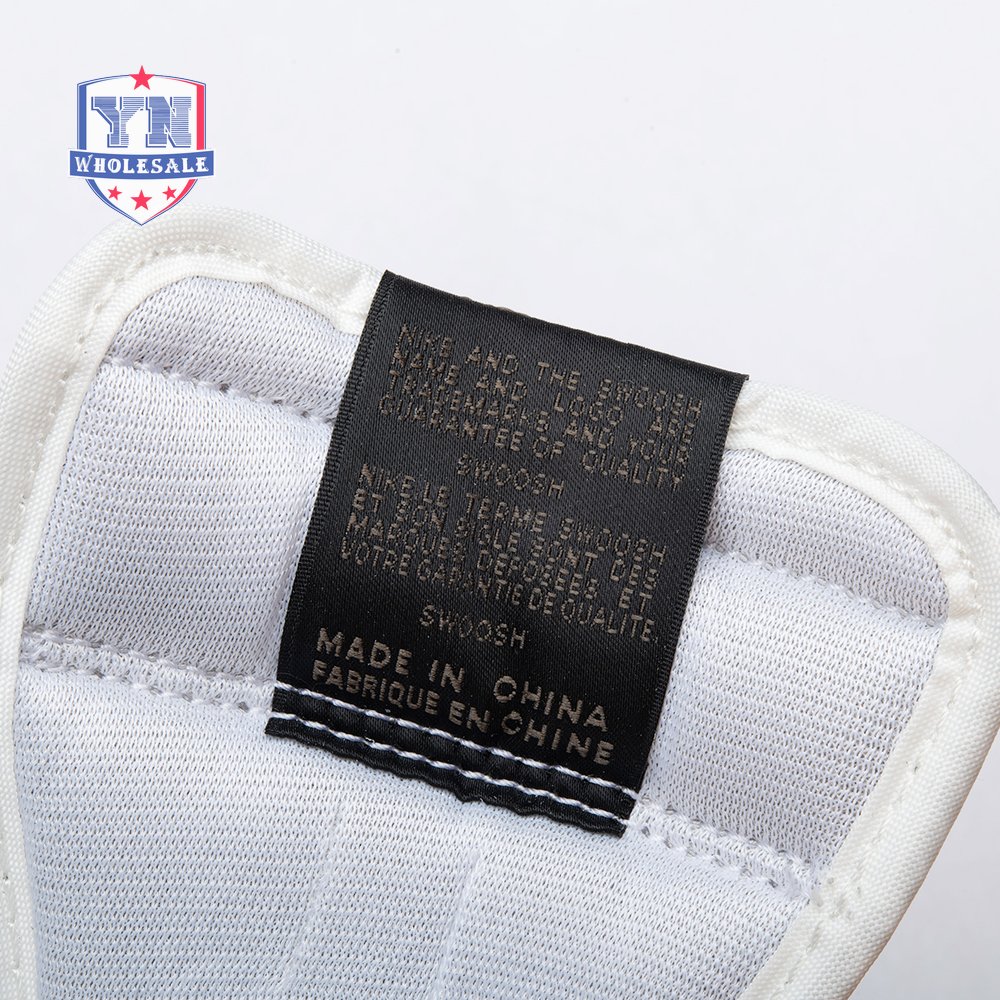 YN
WHOLESALE
NIKE AND THE SWOOSH
NAME AND LOGO ARE
TRADEMARKS AND YOUR
GUARANTEE OF QUALITY
SWOOSH
NIKE LE TERME SWOOSH
ET SON SIGLE SONT DES
MARQUES DEPOSEES ET
VOTRE GARANTIE DE QUALITE.
SWOOSH
MADE IN CHINA
FABRIQUE EN CHINE